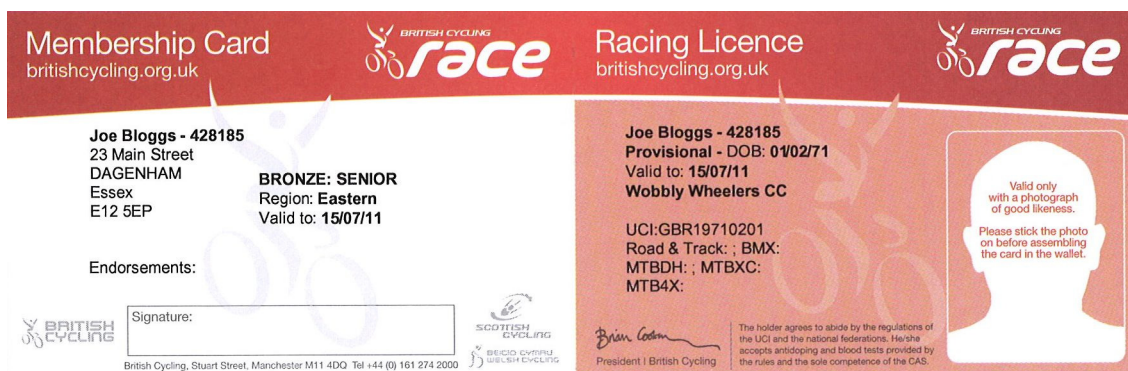 Membership Card
britishcycling.org.uk
BRITISH CYCLING
race
Joe Bloggs - 428185
23 Main Street
DAGENHAM
Essex
E12 5EP
BRONZE: SENIOR
Region: Eastern
Valid to: 15/07/11
Endorsements:
Signature:
BRITISH
CYCLING
SCOTTISH
CYCLING
BEICIO CYMRU
WELSH CYCLING
British Cycling, Stuart Street, Manchester M11 4DQ Tel +44 (0) 161 274 2000
Racing Licence
britishcycling.org.uk
BRITISH CYCLING
race
Joe Bloggs - 428185
Provisional - DOB: 01/02/71
Valid to: 15/07/11
Wobbly Wheelers CC
UCI:GBR19710201
Road & Track: ; BMX:
MTBDH: ; MTBXC:
MTB4X:
Valid only
with a photograph
of good likeness.
Please stick the photo
on before assembling
the card in the wallet.
Brian Cookson
President | British Cycling
The holder agrees to abide by the regulations of
the UCI and the national federations. He/she
accepts antidoping and blood tests provided by
the rules and the sole competence of the CAS.